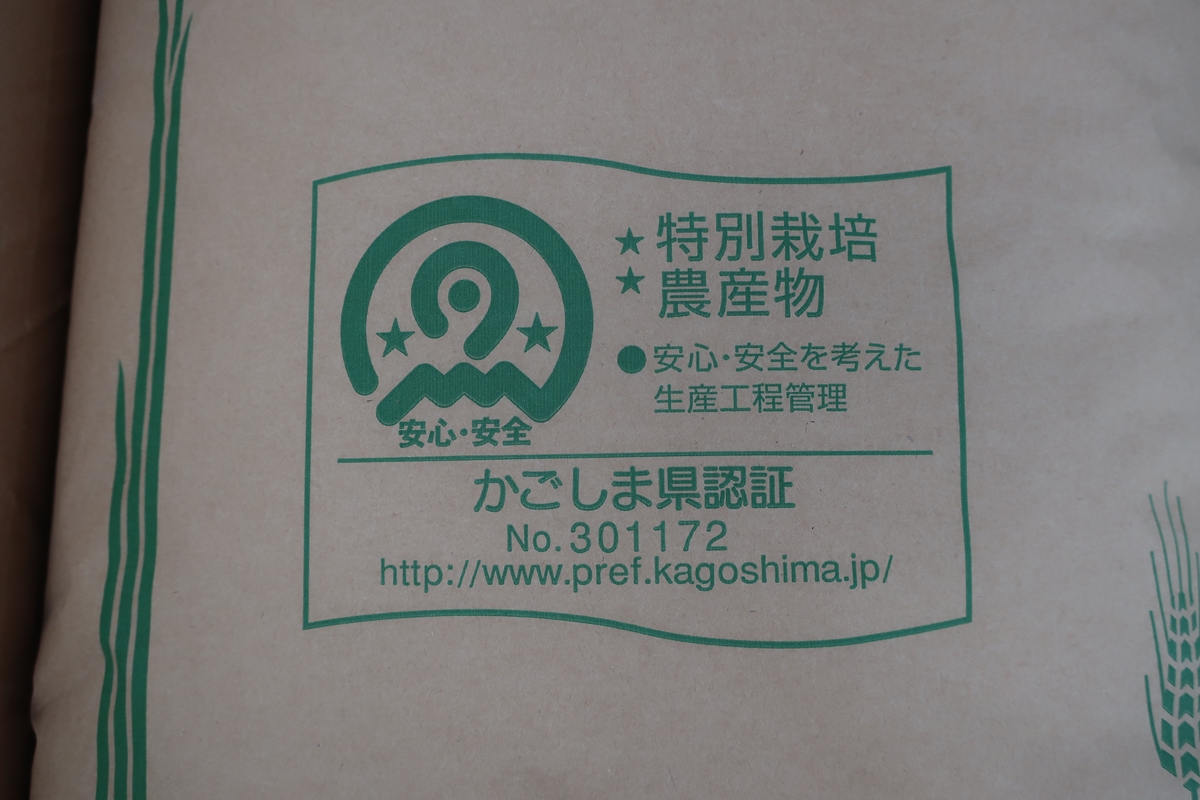 ★特別栽培
★農産物
●安心・安全を考えた
生産工程管理
安心・安全
かごしま県認証
No.301172
http://www.pref.kagoshima.jp/